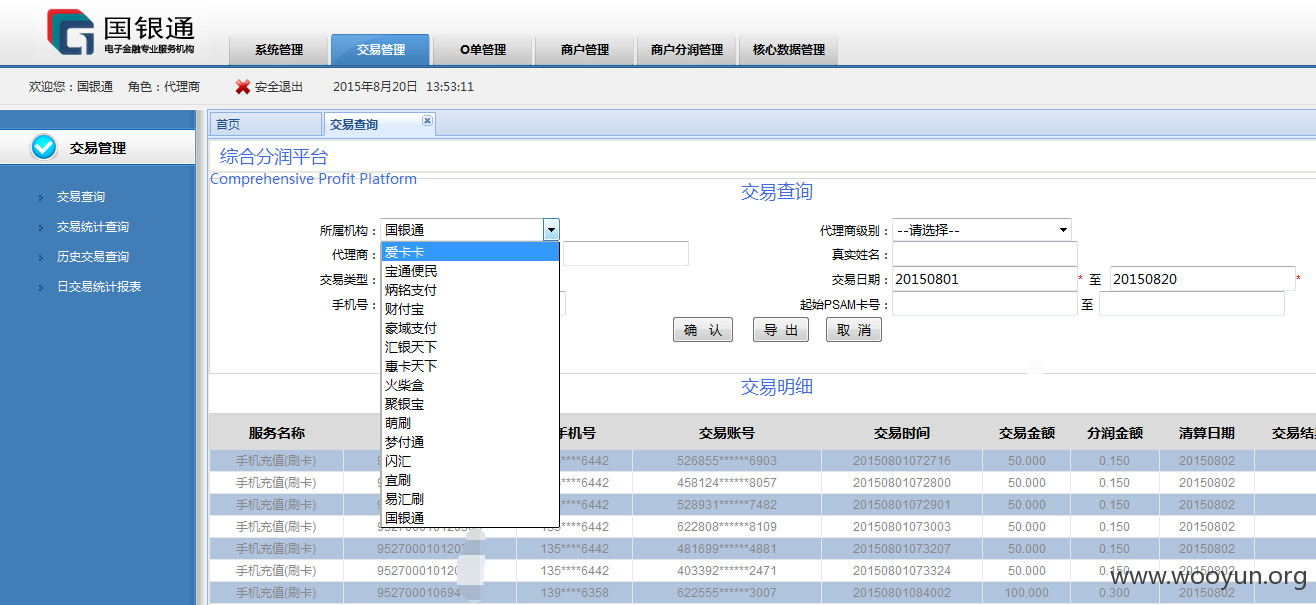 国银通
电子金融专业服务机构
系统管理 交易管理 O单管理 商户管理 商户分润管理 核心数据管理
欢迎您：国银通 角色：代理商 安全退出 2015年8月20日 13:53:11
首页 交易查询
交易管理
交易查询
交易统计查询
历史交易查询
日交易统计报表
综合分润平台
Comprehensive Profit Platform
交易查询
所属机构： 国银通 代理商级别： --请选择--
代理商： 真实姓名：
交易类型： 交易日期： 20150801 * 至 20150820 *
手机号： 起始PSAM卡号： 至
爱卡卡
宝通便民
炳铭支付
财付宝
豪域支付
汇银天下
惠卡天下
火柴盒
聚银宝
萌刷
梦付通
闪汇
宜刷
易汇刷
国银通
确 认 导 出 取 消
交易明细
服务名称 手机号 交易账号 交易时间 交易金额 分润金额 清算日期
手机充值(刷卡) ****6442 526855******6903 20150801072716 50.000 0.150 20150802
手机充值(刷卡) ****6442 458124******8057 20150801072800 50.000 0.150 20150802
手机充值(刷卡) ****6442 528931******7482 20150801072901 50.000 0.150 20150802
手机充值(刷卡) ****6442 622808******8109 20150801073003 50.000 0.150 20150802
手机充值(刷卡) 952700010120 135****6442 481699******4881 20150801073207 50.000 0.150 20150802
手机充值(刷卡) 952700010120 135****6442 403392******2471 20150801073324 50.000 0.150 20150802
手机充值(刷卡) 9527000010694 139****6358 622555******3007 20150801084002 100.000 0.300 20150802
www.wooyun.org